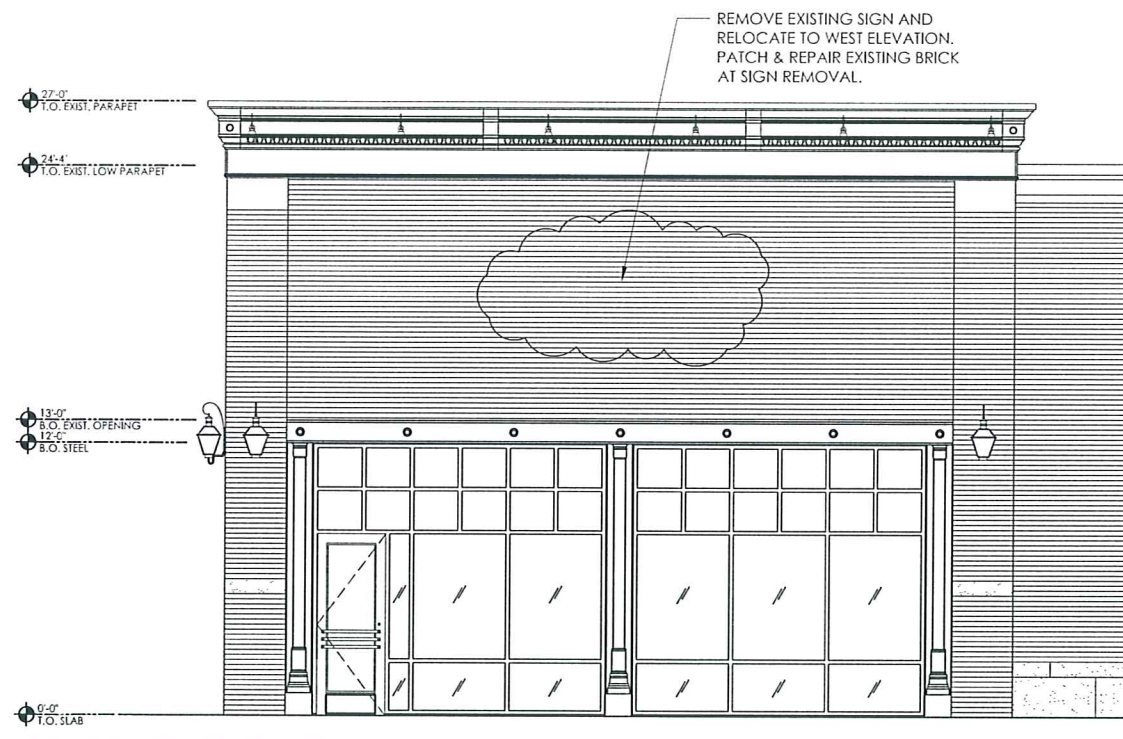 REMOVE EXISTING SIGN AND
RELOCATE TO WEST ELEVATION.
PATCH & REPAIR EXISTING BRICK
AT SIGN REMOVAL.
27'-0"
T.O. EXIST. PARAPET
24'-4"
T.O. EXIST. LOW PARAPET
13'-0"
B.O. EXIST. OPENING
12'-0"
B.O. STEEL
0'-0"
T.O. SLAB